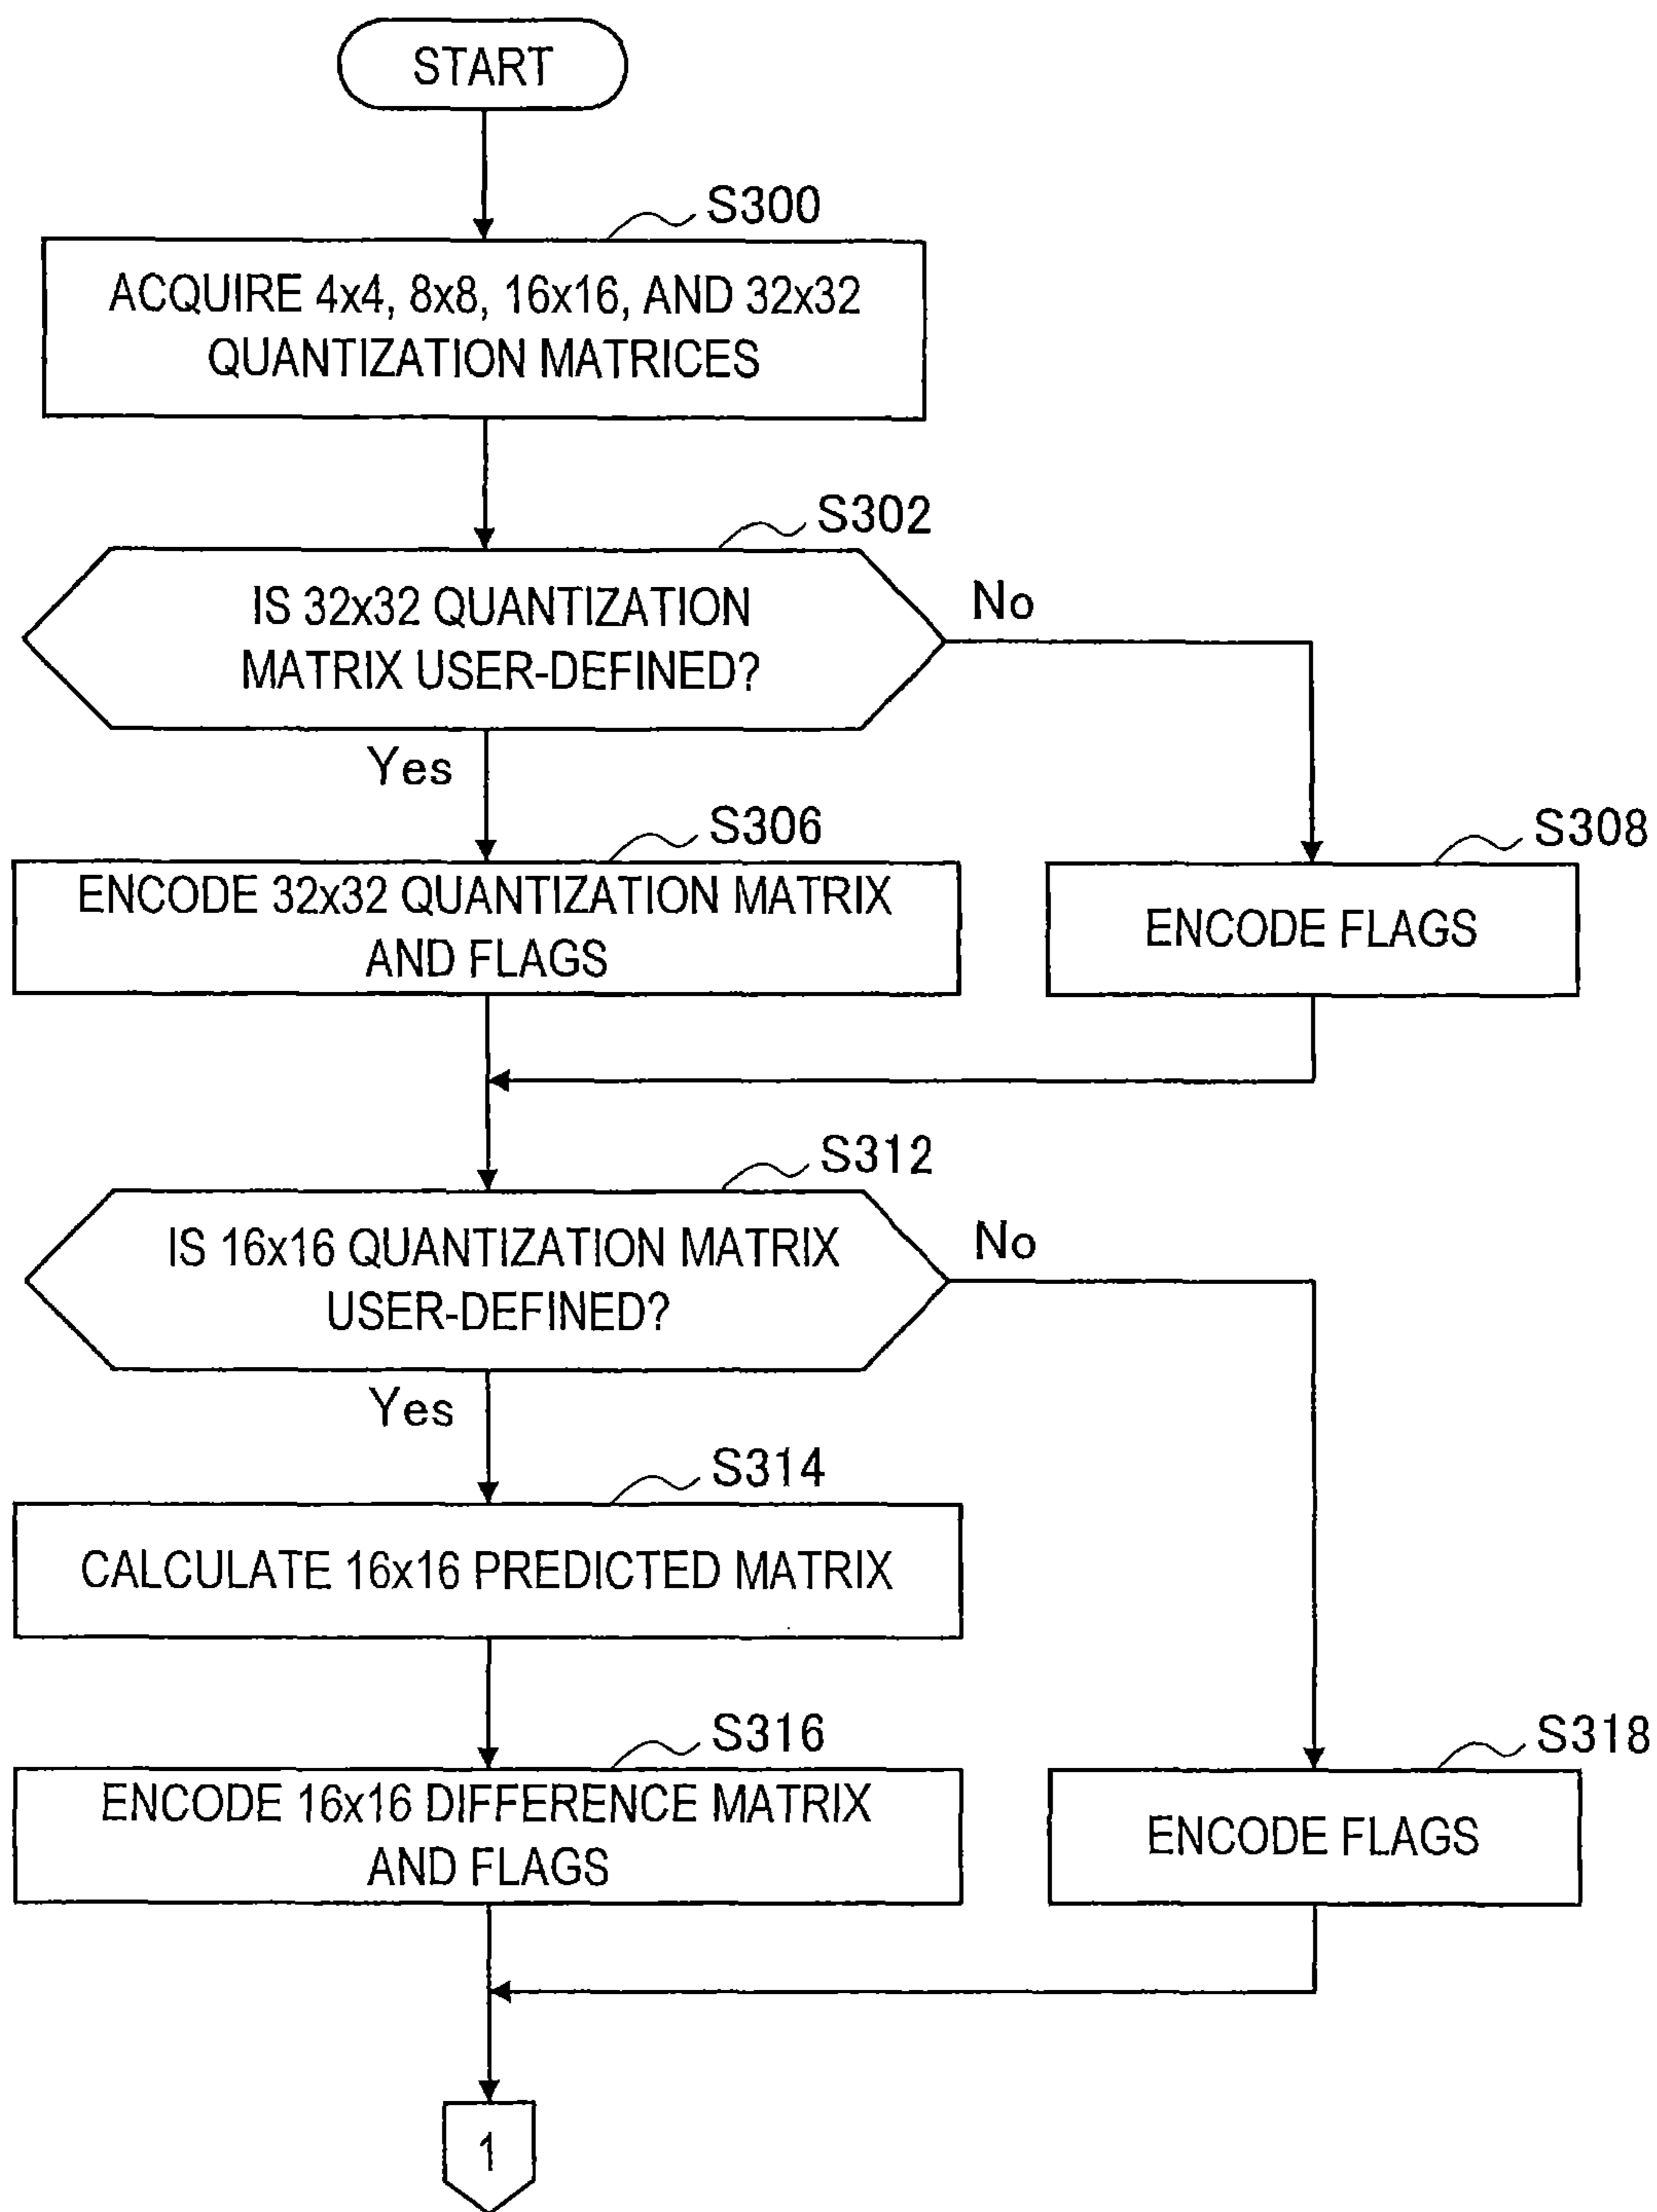 START
S300
ACQUIRE 4x4, 8x8, 16x16, AND 32x32
QUANTIZATION MATRICES
S302
IS 32x32 QUANTIZATION
MATRIX USER-DEFINED?
No
Yes
S306
ENCODE 32x32 QUANTIZATION MATRIX
AND FLAGS
S308
ENCODE FLAGS
S312
IS 16x16 QUANTIZATION MATRIX
USER-DEFINED?
No
Yes
S314
CALCULATE 16x16 PREDICTED MATRIX
S316
ENCODE 16x16 DIFFERENCE MATRIX
AND FLAGS
S318
ENCODE FLAGS
1